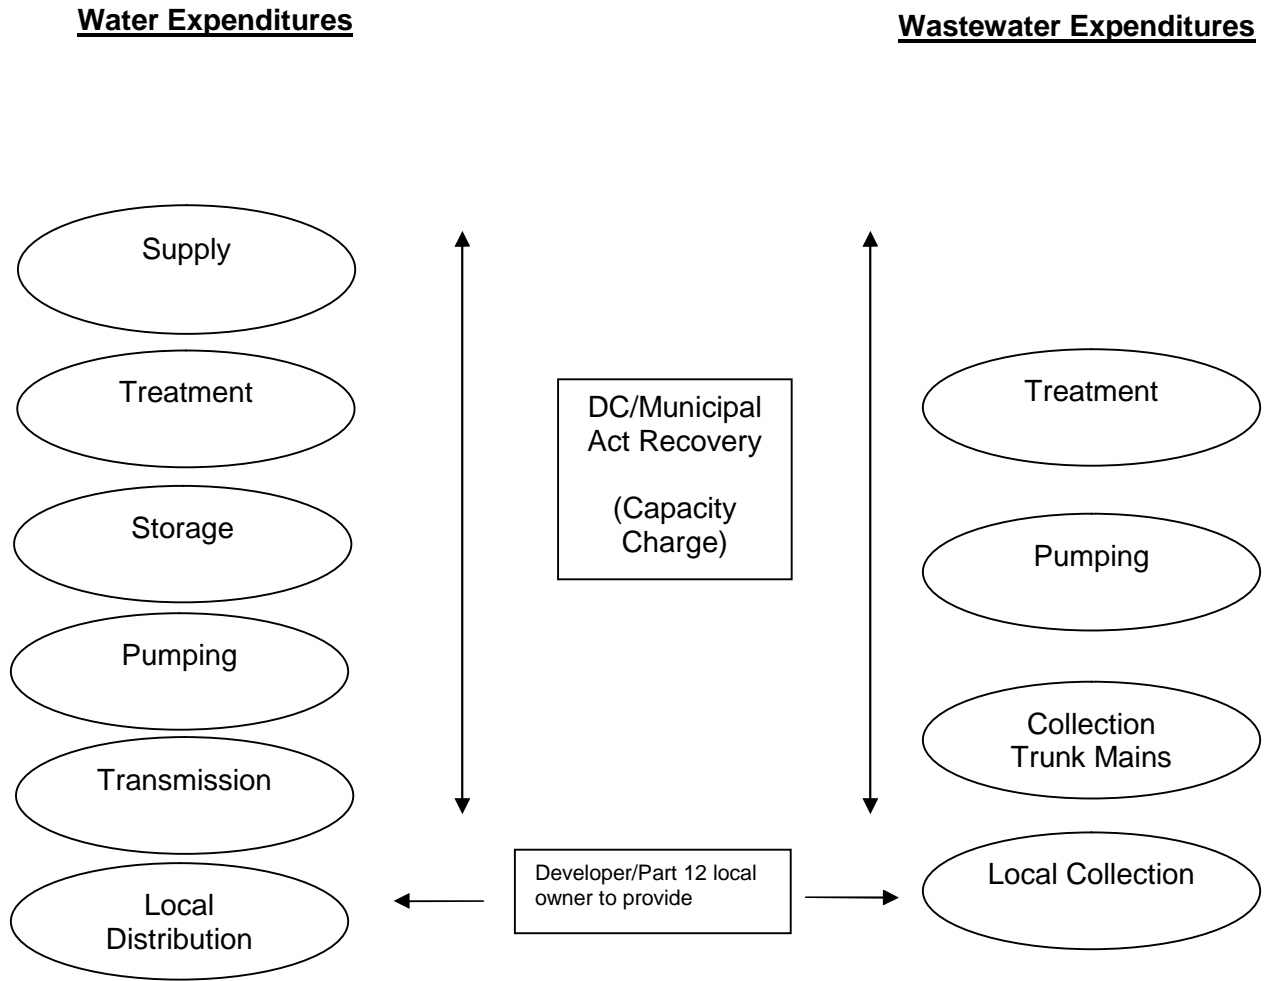 Water Expenditures
Wastewater Expenditures
Supply
Treatment
Storage
Pumping
Transmission
Local
Distribution
DC/Municipal
Act Recovery
(Capacity
Charge)
Developer/Part 12 local
owner to provide
Treatment
Pumping
Collection
Trunk Mains
Local Collection